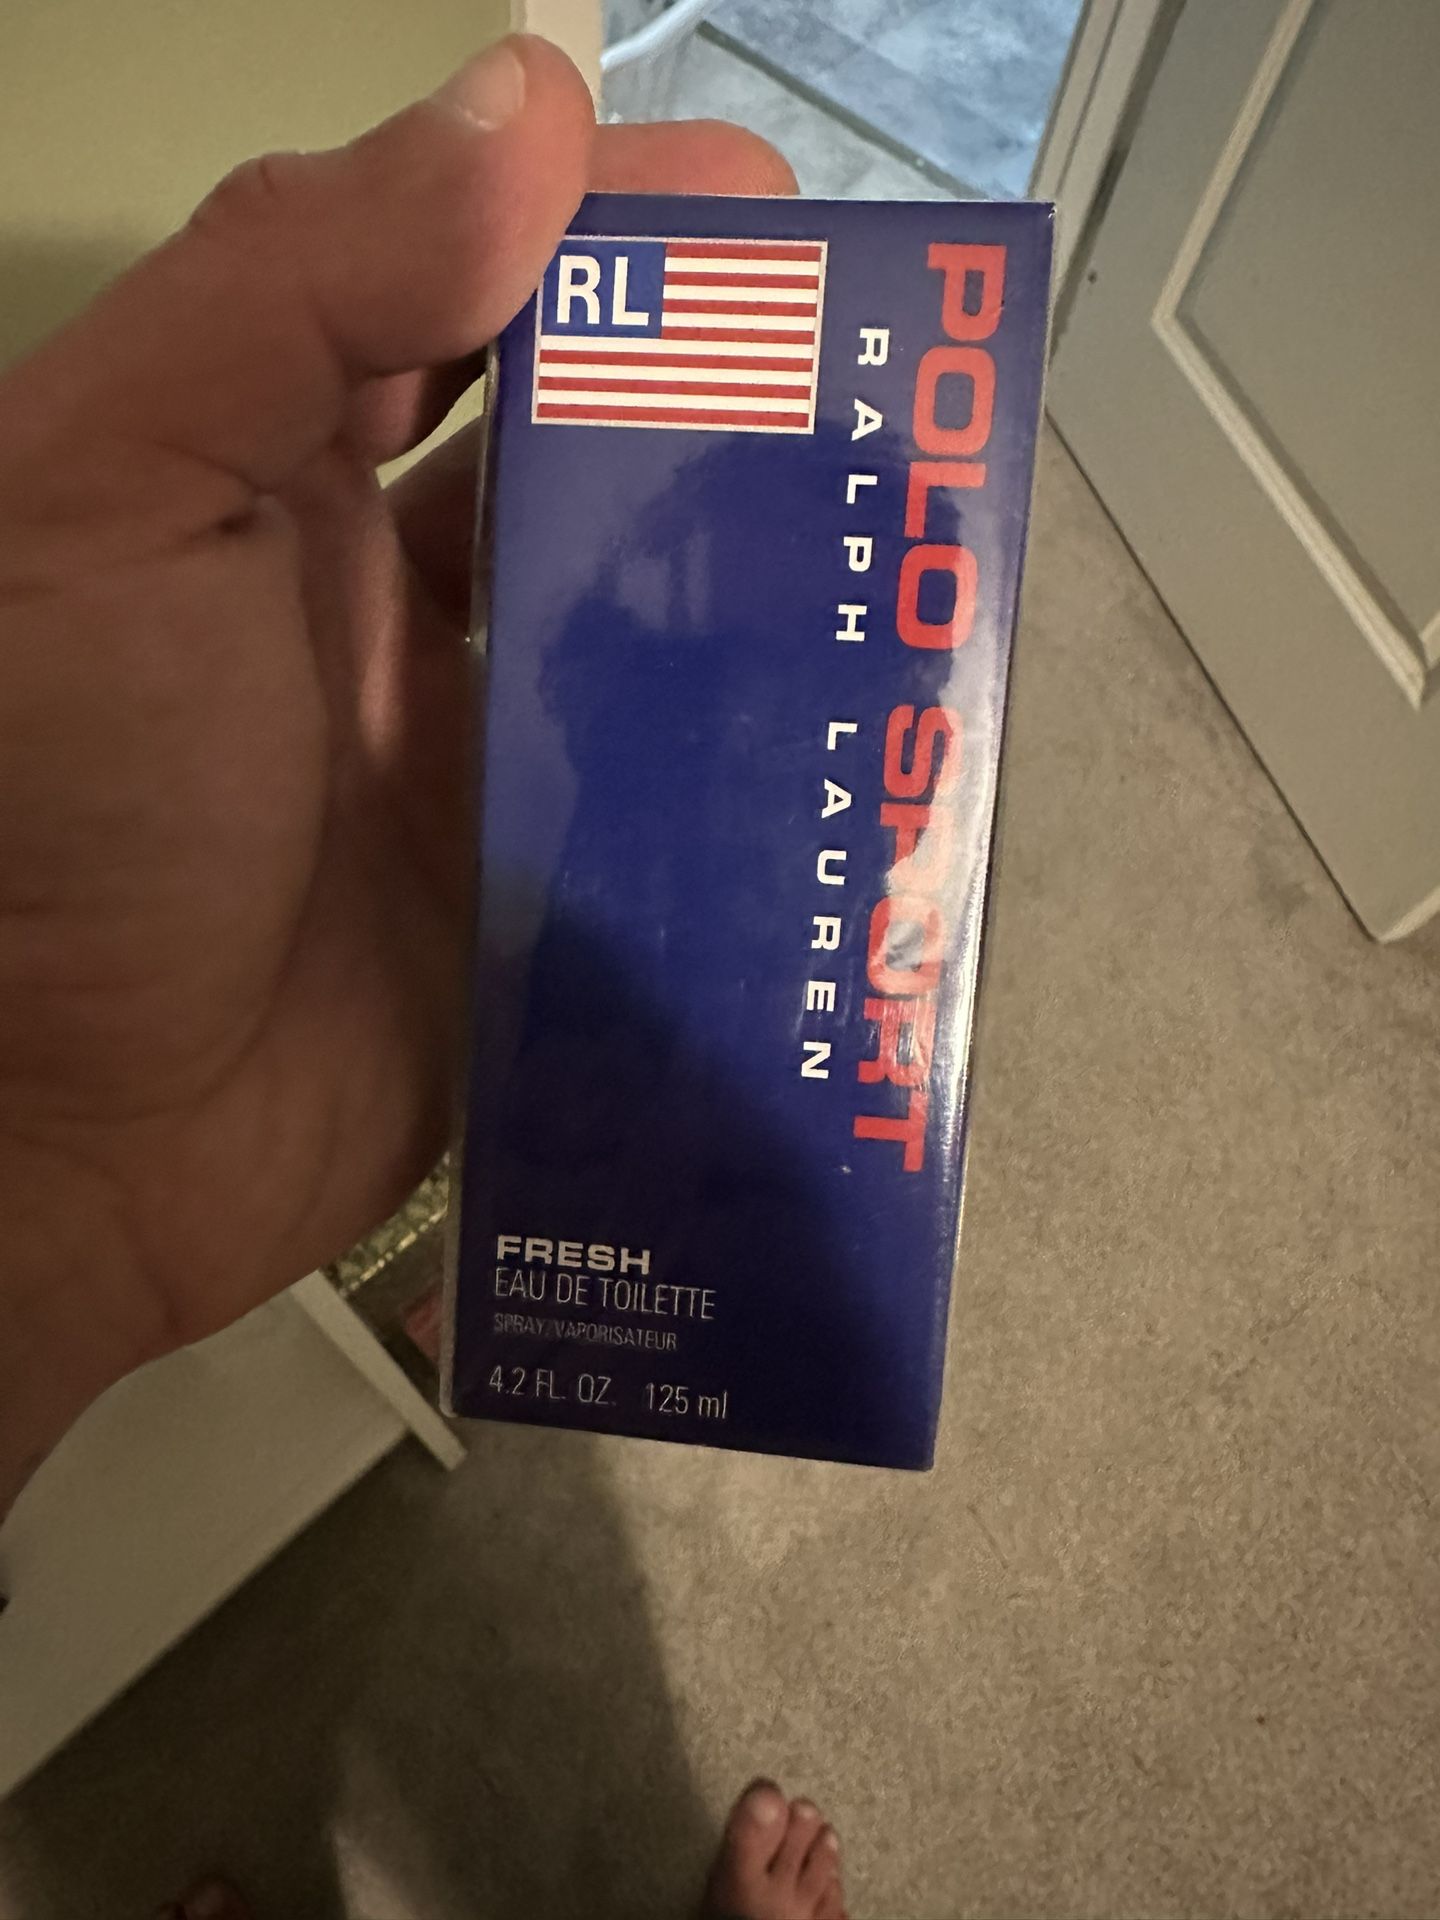 RL
POLO SPORT
RALPH LAUREN
FRESH
EAU DE TOILETTE
SPRAY/VAPORISATEUR
4.2 FL. OZ. 125 ml